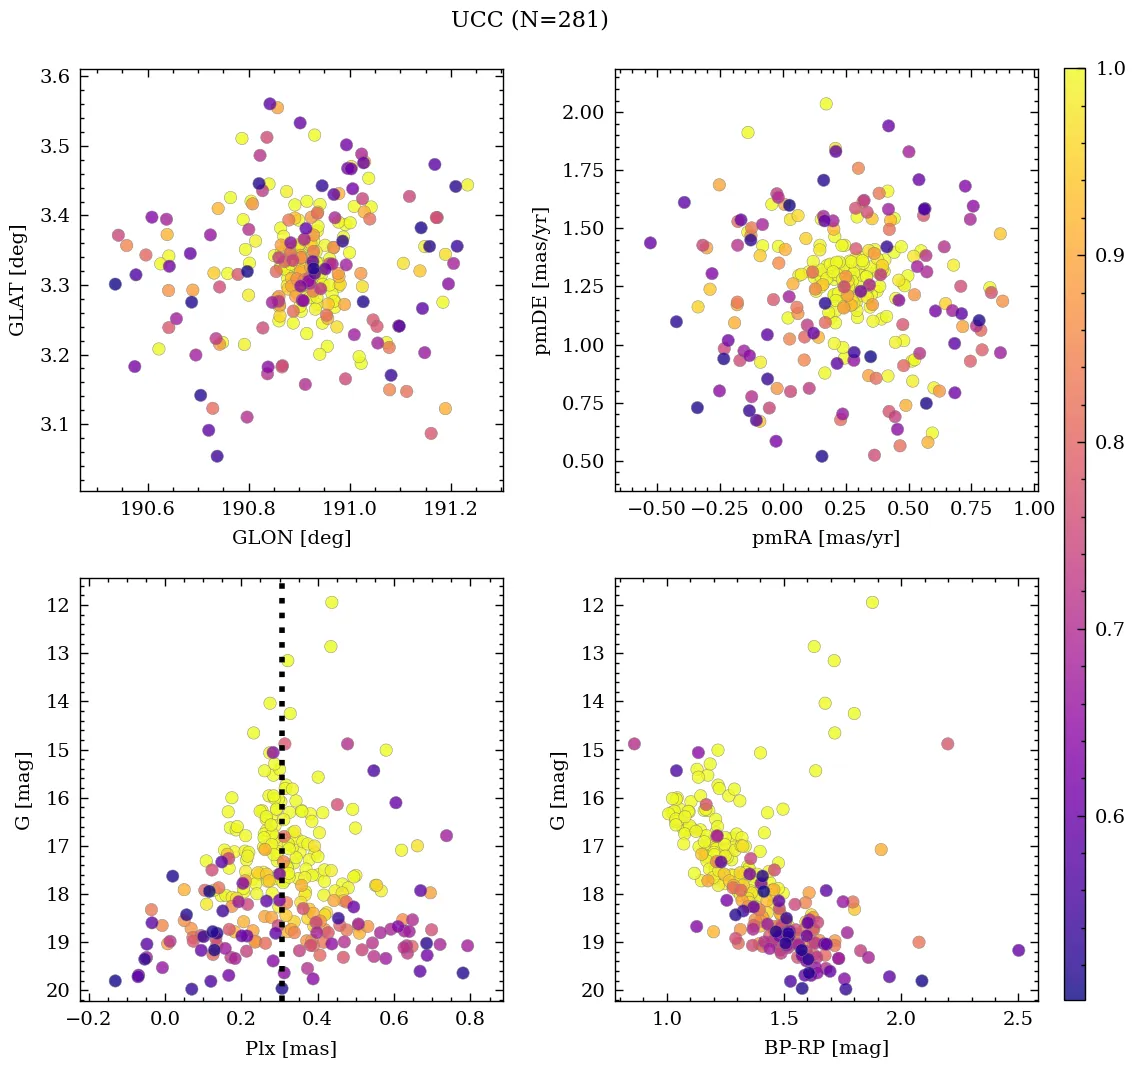 UCC (N=281)
3.6
3.5
3.4
3.3
3.2
3.1
GLAT [deg]
190.6 190.8 191.0 191.2
GLON [deg]
2.00
1.75
1.50
1.25
1.00
0.75
0.50
pmDE [mas/yr]
−0.50 −0.25 0.00 0.25 0.50 0.75 1.00
pmRA [mas/yr]
1.0
0.9
0.8
0.7
0.6
12
13
14
15
16
17
18
19
20
G [mag]
−0.2 0.0 0.2 0.4 0.6 0.8
Plx [mas]
12
13
14
15
16
17
18
19
20
G [mag]
1.0 1.5 2.0 2.5
BP-RP [mag]